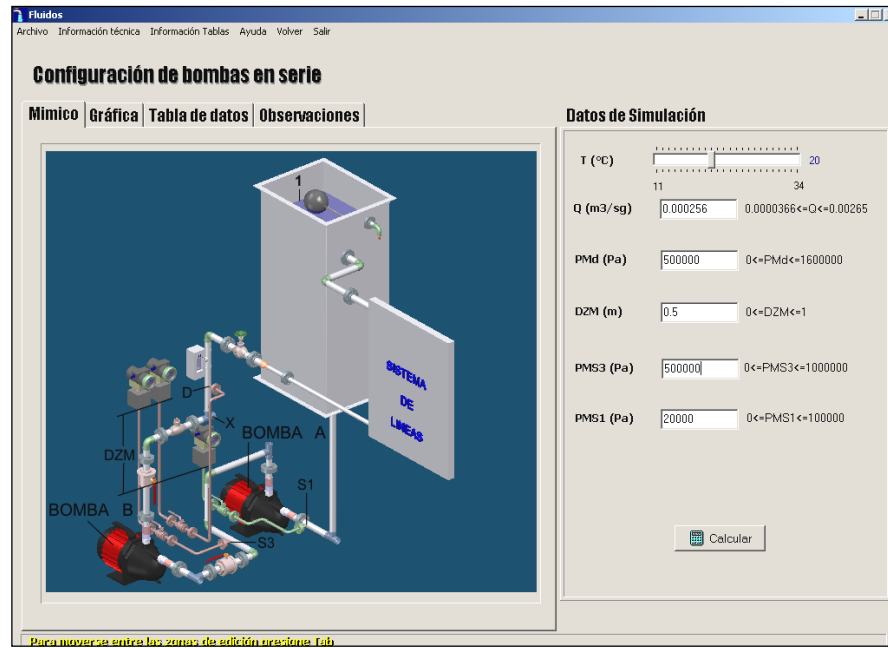 Fluidos
Archivo Información técnica Información Tablas Ayuda Volver Salir
Configuración de bombas en serie
Mimico Gráfica Tabla de datos Observaciones
1
SISTEMA
DE
LINEAS
D
X
DZM
BOMBA A
S1
BOMBA B
S3
Datos de Simulación
T (ºC) 20
11 34
Q (m3/sg) 0.000256 0.0000366<=Q<=0.00265
PMd (Pa) 500000 0<=PMd<=1600000
DZM (m) 0.5 0<=DZM<=1
PMS3 (Pa) 500000 0<=PMS3<=1000000
PMS1 (Pa) 20000 0<=PMS1<=100000
Calcular
Para moverse entre las zonas de edición presione Tab